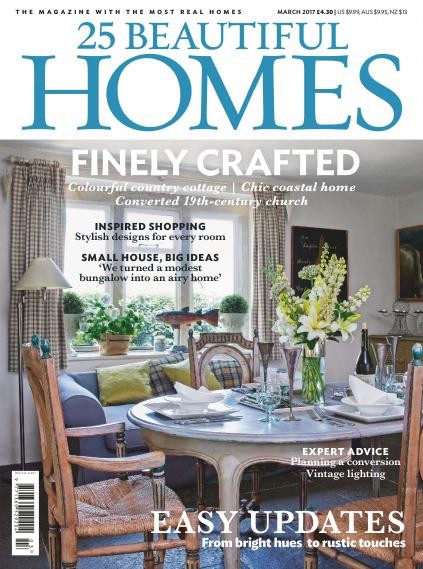 THE MAGAZINE WITH THE MOST REAL HOMES
MARCH 2017 £4.30 | US $9.99, AUS $9.95, NZ $13
25 BEAUTIFUL
HOMES
FINELY CRAFTED
Colourful country cottage | Chic coastal home
Converted 19th-century church
INSPIRED SHOPPING
Stylish designs for every room
SMALL HOUSE, BIG IDEAS
‘We turned a modest
bungalow into an airy home’
EXPERT ADVICE
Planning a conversion
Vintage lighting
EASY UPDATES
From bright hues to rustic touches